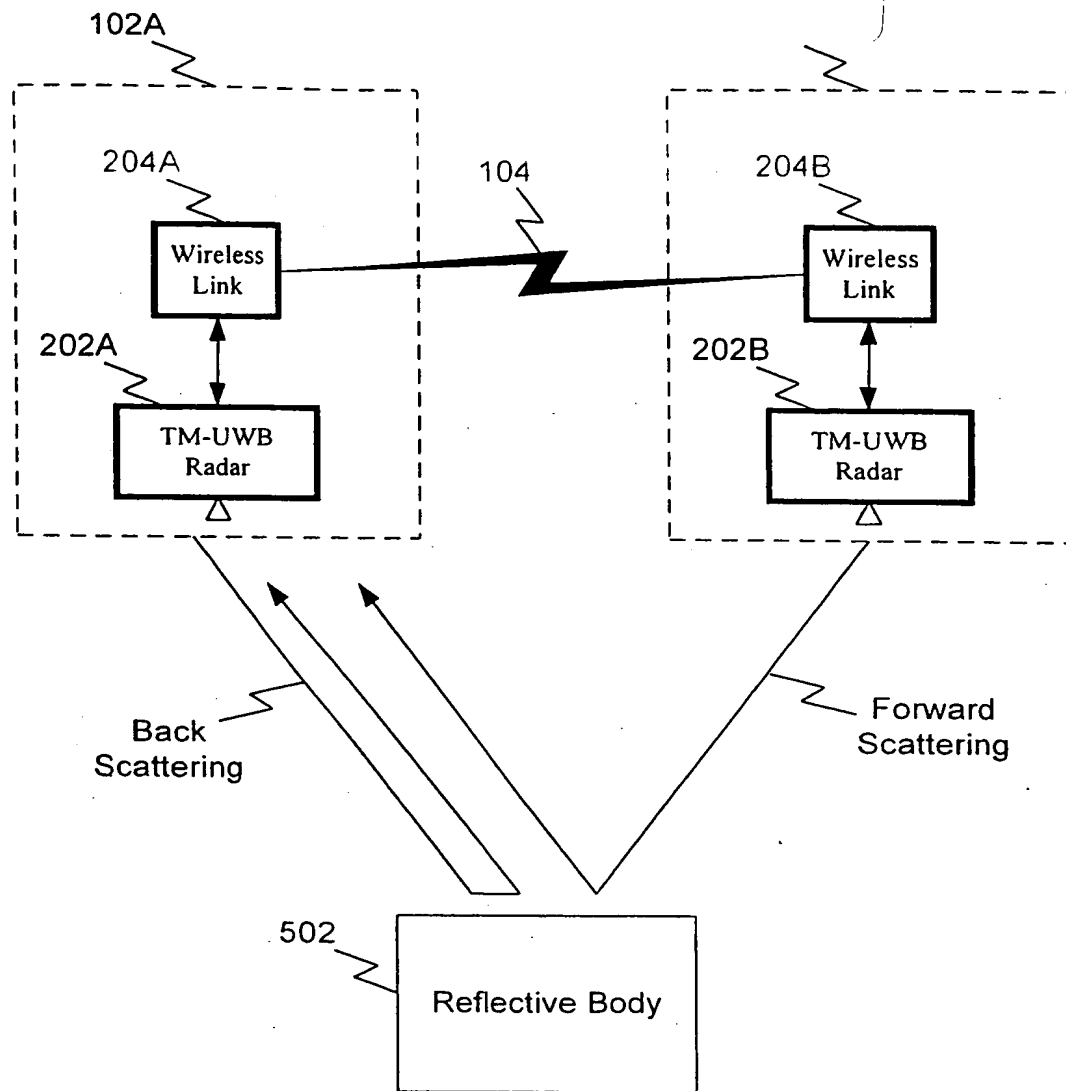 102A
204A
104
204B
Wireless
Link
Wireless
Link
202A
202B
TM-UWB
Radar
TM-UWB
Radar
Back
Scattering
Forward
Scattering
502
Reflective Body